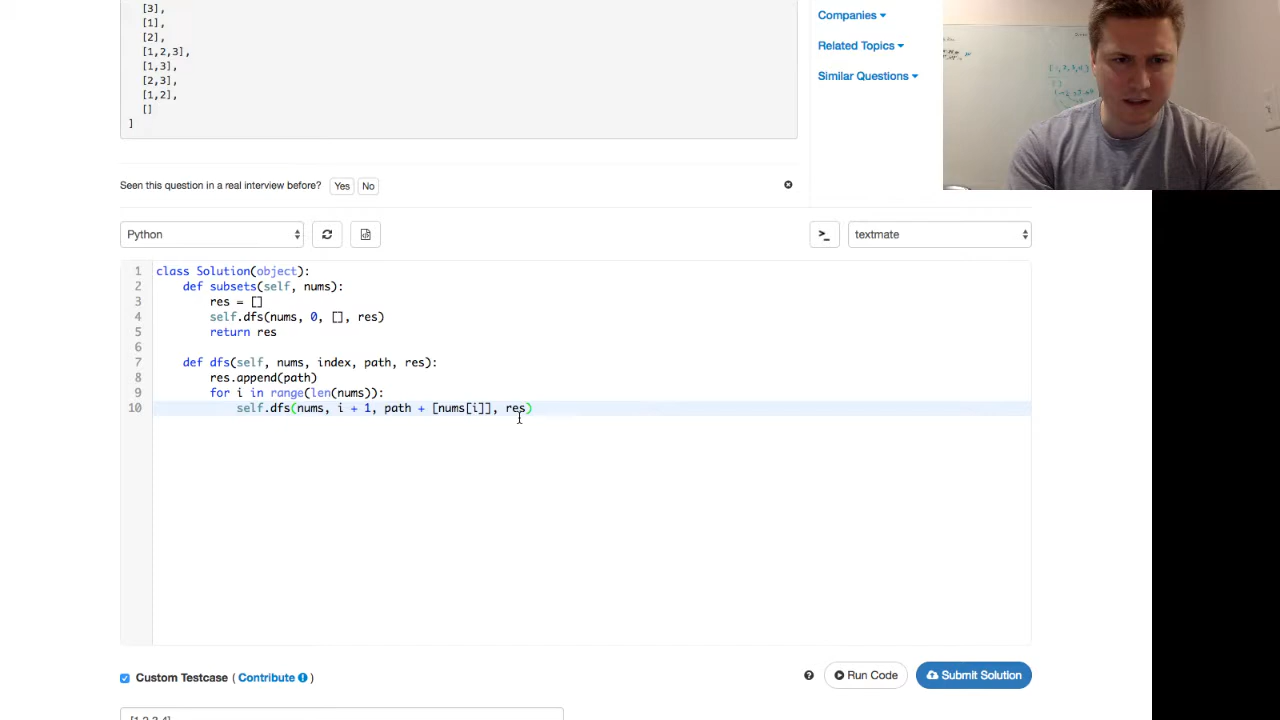 [3],
[1],
[2],
[1,2,3],
[1,3],
[2,3],
[1,2],
[]
]
Companies
Related Topics
Similar Questions
Seen this question in a real interview before? Yes No
Python
>_
textmate
1 class Solution(object):
2 def subsets(self, nums):
3 res = []
4 self.dfs(nums, 0, [], res)
5 return res
6
7 def dfs(self, nums, index, path, res):
8 res.append(path)
9 for i in range(len(nums)):
10 self.dfs(nums, i + 1, path + [nums[i]], res)
Custom Testcase ( Contribute )
Run Code
Submit Solution